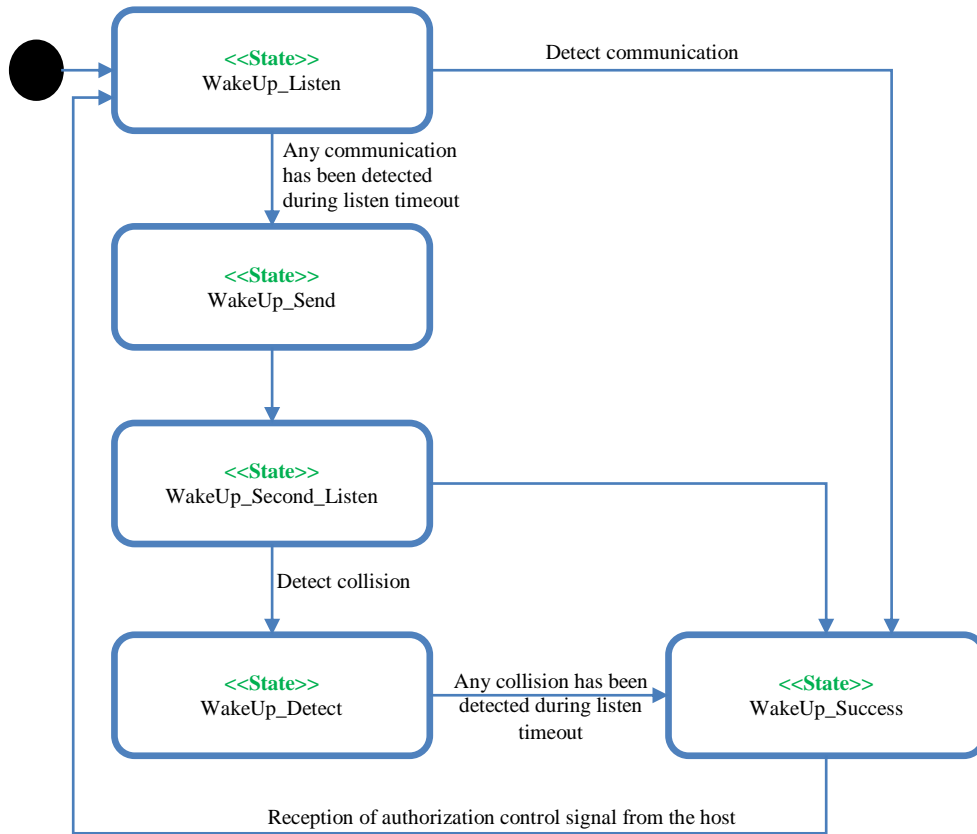 <<State>>
WakeUp_Listen
Detect communication
Any communication
has been detected
during listen timeout
<<State>>
WakeUp_Send
<<State>>
WakeUp_Second_Listen
Detect collision
<<State>>
WakeUp_Detect
Any collision has been
detected during listen
timeout
<<State>>
WakeUp_Success
Reception of authorization control signal from the host